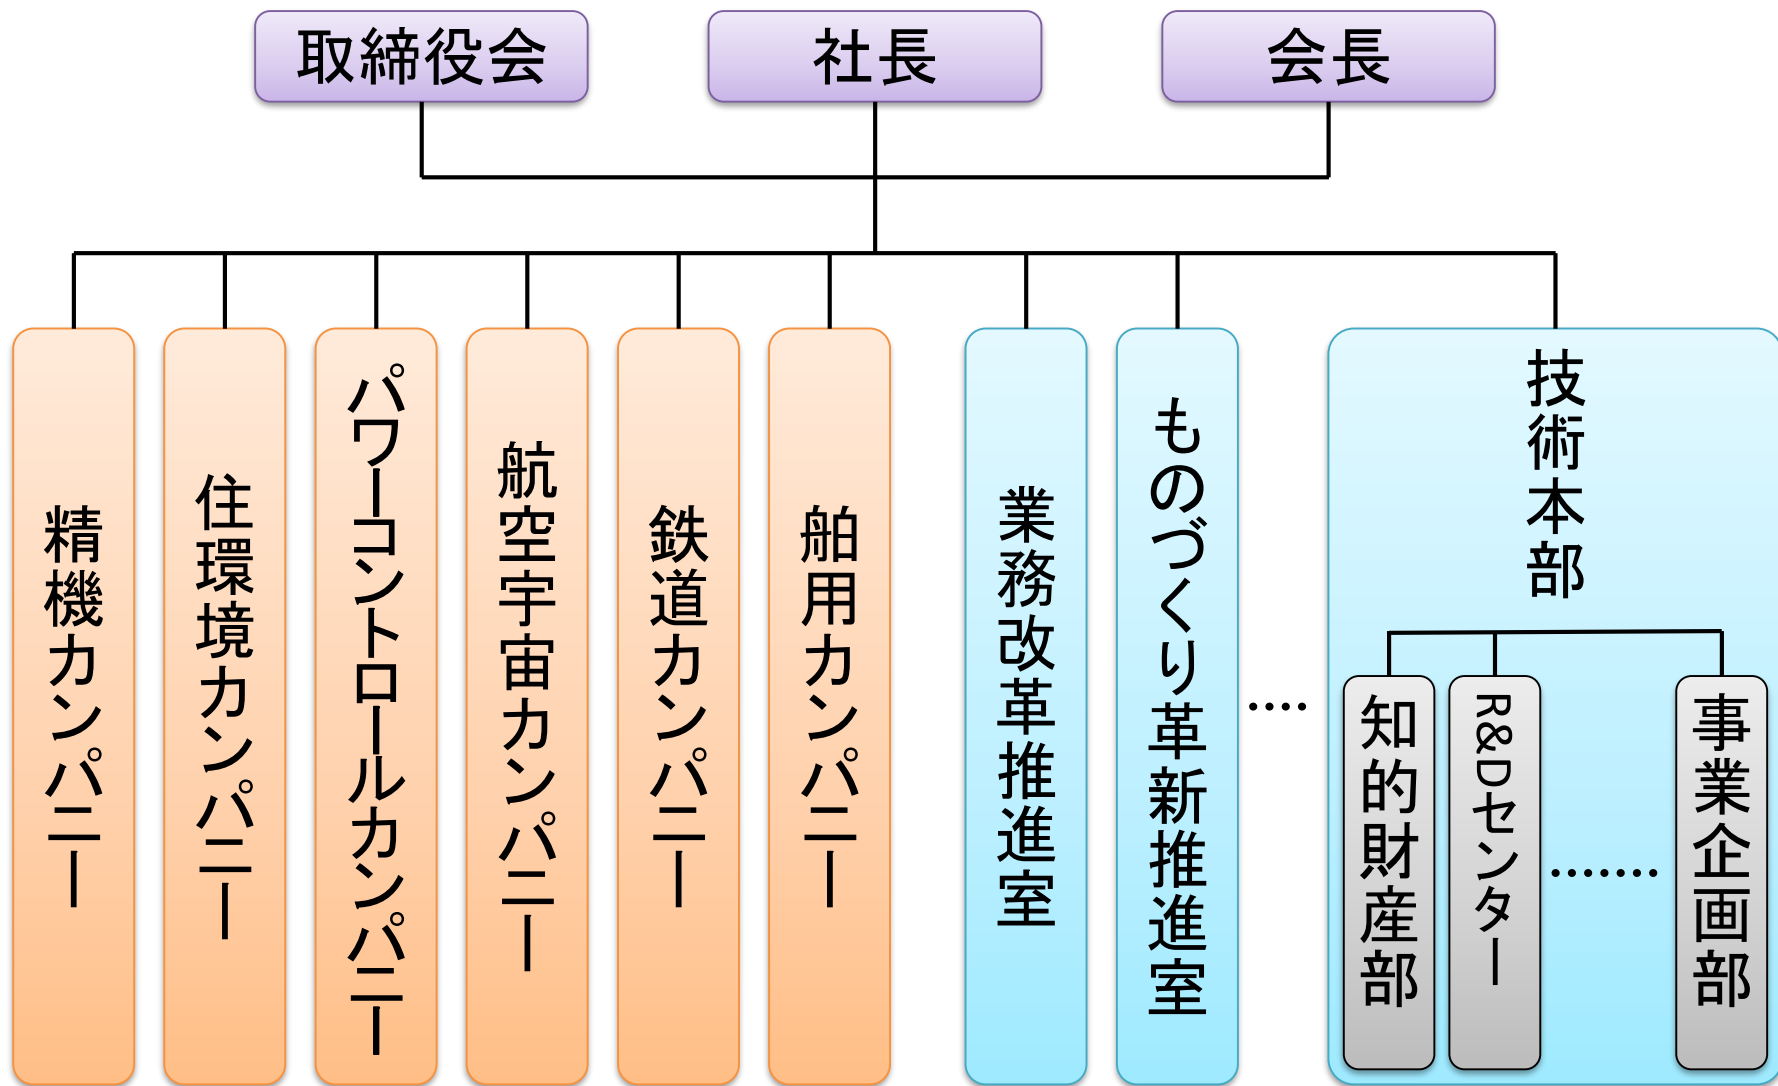 取締役会
社長
会長
精機カンパニー
住環境カンパニー
パワーコントロールカンパニー
航空宇宙カンパニー
鉄道カンパニー
舶用カンパニー
業務改革推進室
ものづくり革新推進室
....
技術本部
知的財産部
R&Dセンター
.......
事業企画部